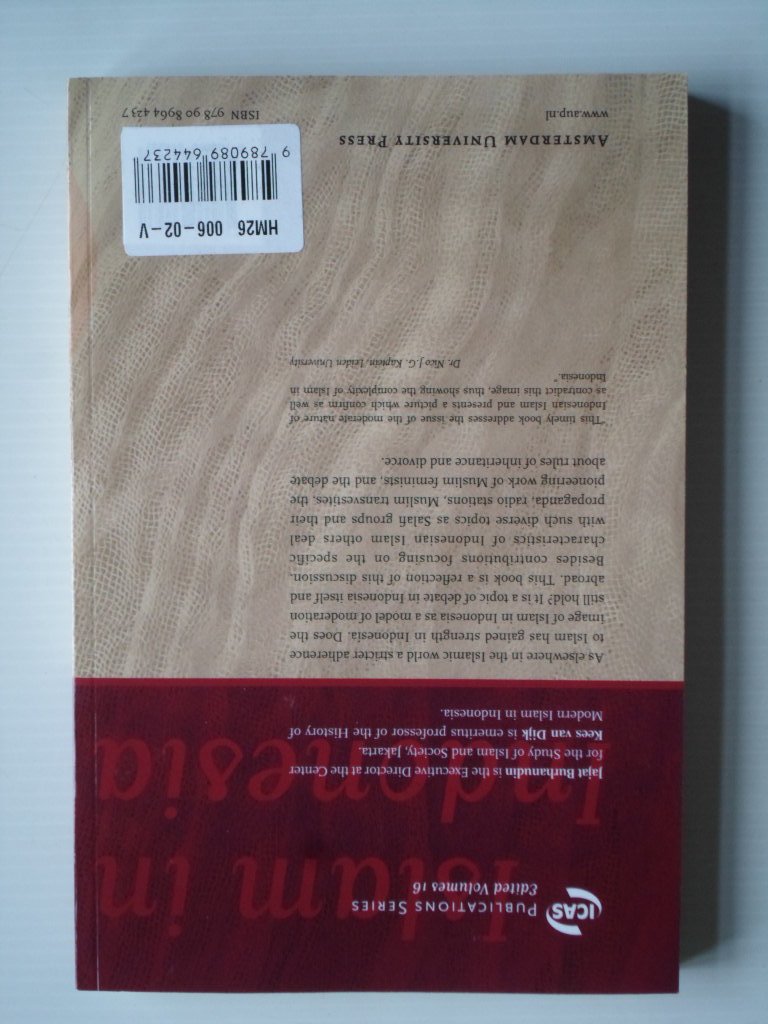 ICAS
PUBLICATIONS SERIES
Edited Volumes 16
Islam in
Indonesia
Jajat Burhanudin is the Executive Director at the Center
for the Study of Islam and Society, Jakarta.
Kees van Dijk is emeritus professor of the History of
Modern Islam in Indonesia.
As elsewhere in the Islamic world a stricter adherence
to Islam has gained strength in Indonesia. Does the
image of Islam in Indonesia as a model of moderation
still hold? It is a topic of debate in Indonesia itself and
abroad. This book is a reflection of this discussion.
Besides contributions focusing on the specific
characteristics of Indonesian Islam others deal
with such diverse topics as Salafi groups and their
propaganda, radio stations, Muslim transvestites, the
pioneering work of Muslim feminists, and the debate
about rules of inheritance and divorce.
"This timely book addresses the issue of the moderate nature of
Indonesian Islam and presents a picture which confirm as well
as contradict this image, thus showing the complexity of Islam in
Indonesia."
Dr. Nico J.G. Kaptein, Leiden University
HM26 006-02-V
9 789089 644237
AMSTERDAM UNIVERSITY PRESS
www.aup.nl
ISBN 978 90 8964 423 7